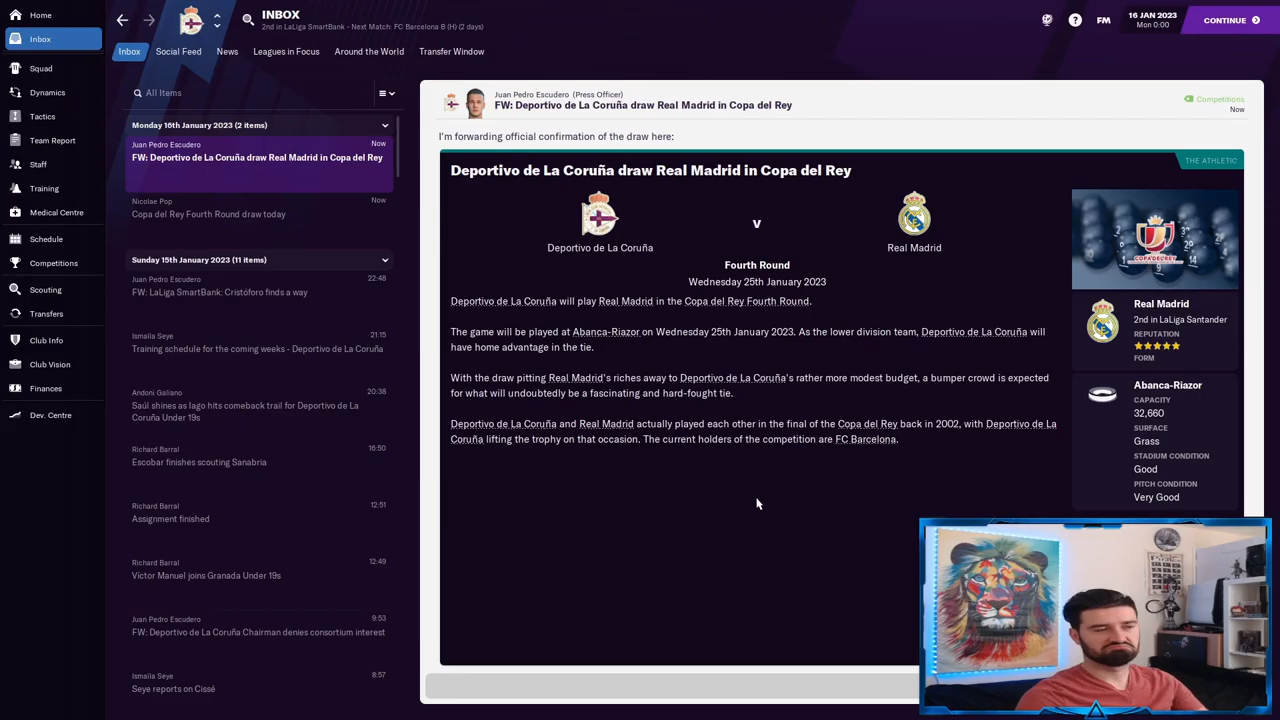 Home
Inbox
Squad
Dynamics
Tactics
Team Report
Staff
Training
Medical Centre
Schedule
Competitions
Scouting
Transfers
Club Info
Club Vision
Finances
Dev. Centre
INBOX
2nd in LaLiga SmartBank - Next Match: FC Barcelona B (H) (2 days)
FM
16 JAN 2023
Mon 0:00
CONTINUE
Inbox
Social Feed
News
Leagues in Focus
Around the World
Transfer Window
All Items
Monday 16th January 2023 (2 items)
Juan Pedro Escudero
Now
FW: Deportivo de La Coruña draw Real Madrid in Copa del Rey
Nicolae Pop
Now
Copa del Rey Fourth Round draw today
Sunday 15th January 2023 (11 items)
Juan Pedro Escudero
22:48
FW: LaLiga SmartBank: Cristóforo finds a way
Ismaïla Seye
21:15
Training schedule for the coming weeks - Deportivo de La Coruña
Andoni Galiano
20:38
Saúl shines as Iago hits comeback trail for Deportivo de La
Coruña Under 19s
Richard Barral
16:50
Escobar finishes scouting Sanabria
Richard Barral
12:51
Assignment finished
Richard Barral
12:49
Víctor Manuel joins Granada Under 19s
Juan Pedro Escudero
9:53
FW: Deportivo de La Coruña Chairman denies consortium interest
Ismaïla Seye
8:57
Seye reports on Cissé
Juan Pedro Escudero (Press Officer)
FW: Deportivo de La Coruña draw Real Madrid in Copa del Rey
Competitions
Now
I'm forwarding official confirmation of the draw here:
THE ATHLETIC
Deportivo de La Coruña draw Real Madrid in Copa del Rey
v
Deportivo de La Coruña
Real Madrid
Fourth Round
Wednesday 25th January 2023
Deportivo de La Coruña will play Real Madrid in the Copa del Rey Fourth Round.
The game will be played at Abanca-Riazor on Wednesday 25th January 2023. As the lower division team, Deportivo de La Coruña will
have home advantage in the tie.
With the draw pitting Real Madrid's riches away to Deportivo de La Coruña's rather more modest budget, a bumper crowd is expected
for what will undoubtedly be a fascinating and hard-fought tie.
Deportivo de La Coruña and Real Madrid actually played each other in the final of the Copa del Rey back in 2002, with Deportivo de La
Coruña lifting the trophy on that occasion. The current holders of the competition are FC Barcelona.
COPA DEL REY
Real Madrid
2nd in LaLiga Santander
REPUTATION
FORM
Abanca-Riazor
CAPACITY
32,660
SURFACE
Grass
STADIUM CONDITION
Good
PITCH CONDITION
Very Good